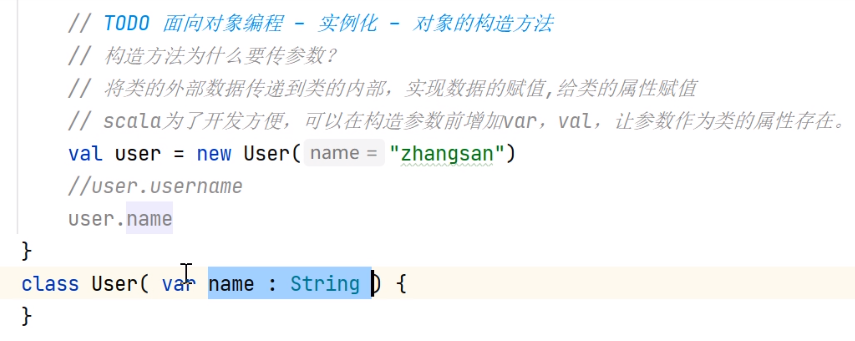 // TODO 面向对象编程 - 实例化 - 对象的构造方法
// 构造方法为什么要传参数？
// 将类的外部数据传递到类的内部，实现数据的赋值,给类的属性赋值
// scala为了开发方便，可以在构造参数前增加var，val，让参数作为类的属性存在。
val user = new User( name = "zhangsan")
//user.username
user.name
}
class User( var name : String ) {
}